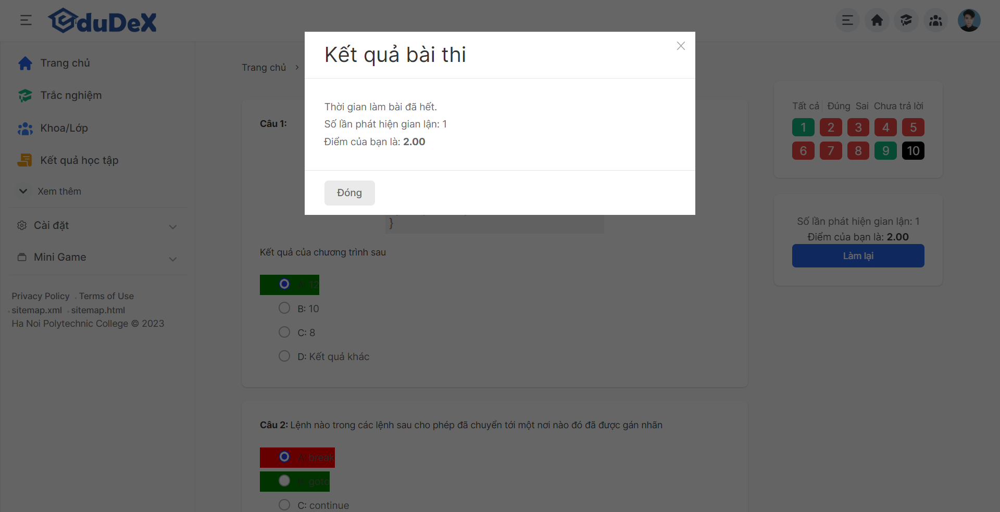 eduDeX
Trang chủ
Trắc nghiệm
Khoa/Lớp
Kết quả học tập
Xem thêm
Cài đặt
Mini Game
Privacy Policy
Terms of Use
sitemap.xml
sitemap.html
Ha Noi Polytechnic College © 2023
Trang chủ
Kết quả bài thi
Thời gian làm bài đã hết.
Số lần phát hiện gian lận: 1
Điểm của bạn là: 2.00
Đóng
Câu 1:
}
Kết quả của chương trình sau
A: 12
B: 10
C: 8
D: Kết quả khác
Câu 2: Lệnh nào trong các lệnh sau cho phép đã chuyển tới một nơi nào đó đã được gán nhãn
A: break
goto
C: continue
Tất cả Đúng Sai Chưa trả lời
1 2 3 4 5
6 7 8 9 10
Số lần phát hiện gian lận: 1
Điểm của bạn là: 2.00
Làm lại